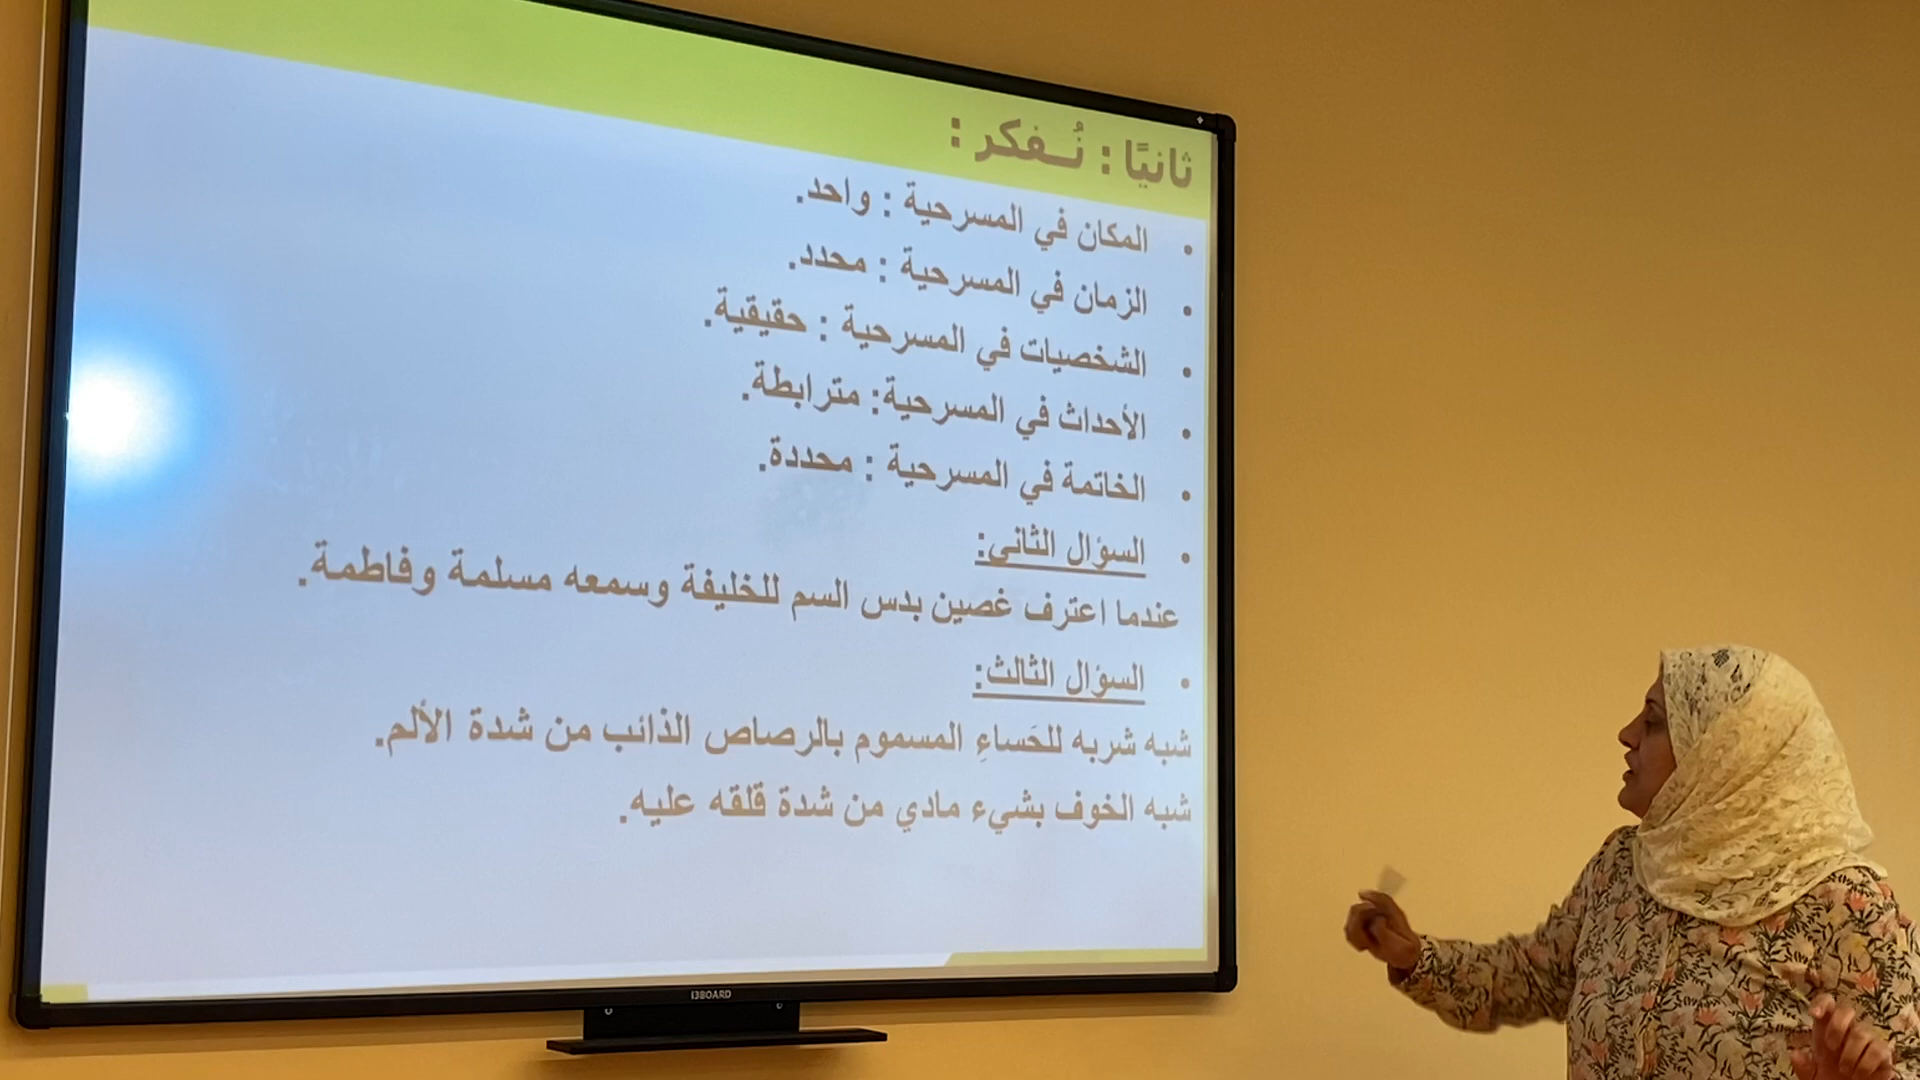 ثانيًا : نُـفكر :
• المكان في المسرحية : واحد.
• الزمان في المسرحية : محدد.
• الشخصيات في المسرحية : حقيقية.
• الأحداث في المسرحية: مترابطة.
• الخاتمة في المسرحية : محددة.
• السؤال الثاني:
عندما اعترف غصين بدس السم للخليفة وسمعه مسلمة وفاطمة.
• السؤال الثالث:
شبه شربه للحَساءِ المسموم بالرصاص الذائب من شدة الألم.
شبه الخوف بشيء مادي من شدة قلقه عليه.
I3BOARD